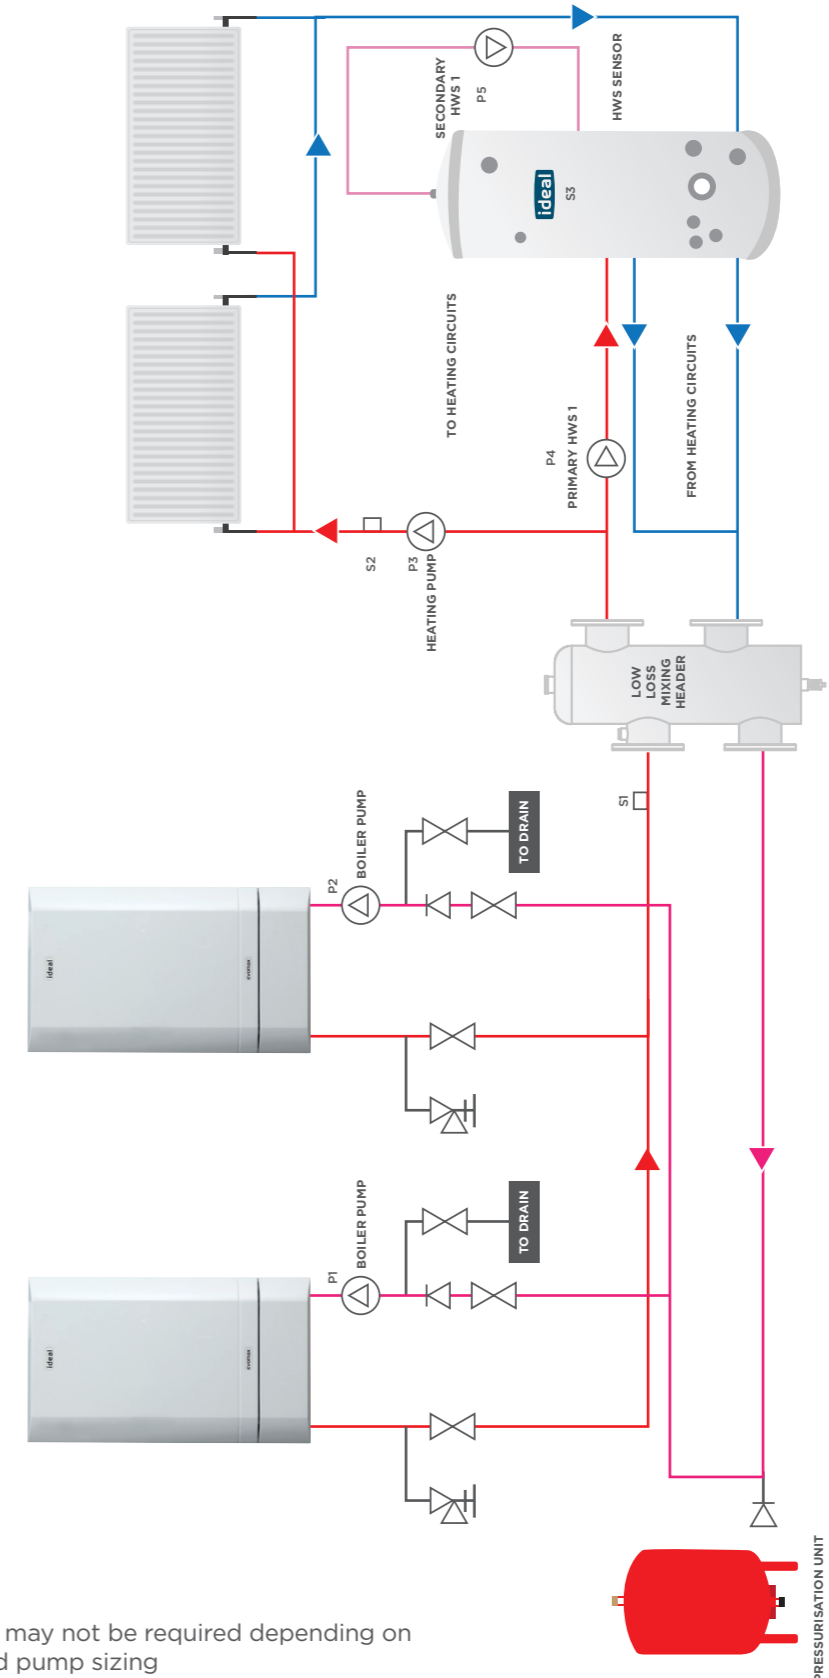 SECONDARY
HWS 1
P5
HWS SENSOR
ideal
S3
TO HEATING CIRCUITS
P4
PRIMARY HWS 1
FROM HEATING CIRCUITS
S2
P3
HEATING PUMP
LOW
LOSS
MIXING
HEADER
S1
P2
BOILER PUMP
TO DRAIN
ideal
evomax
P1
BOILER PUMP
TO DRAIN
ideal
evomax
PRESSURISATION UNIT
may not be required depending on
d pump sizing